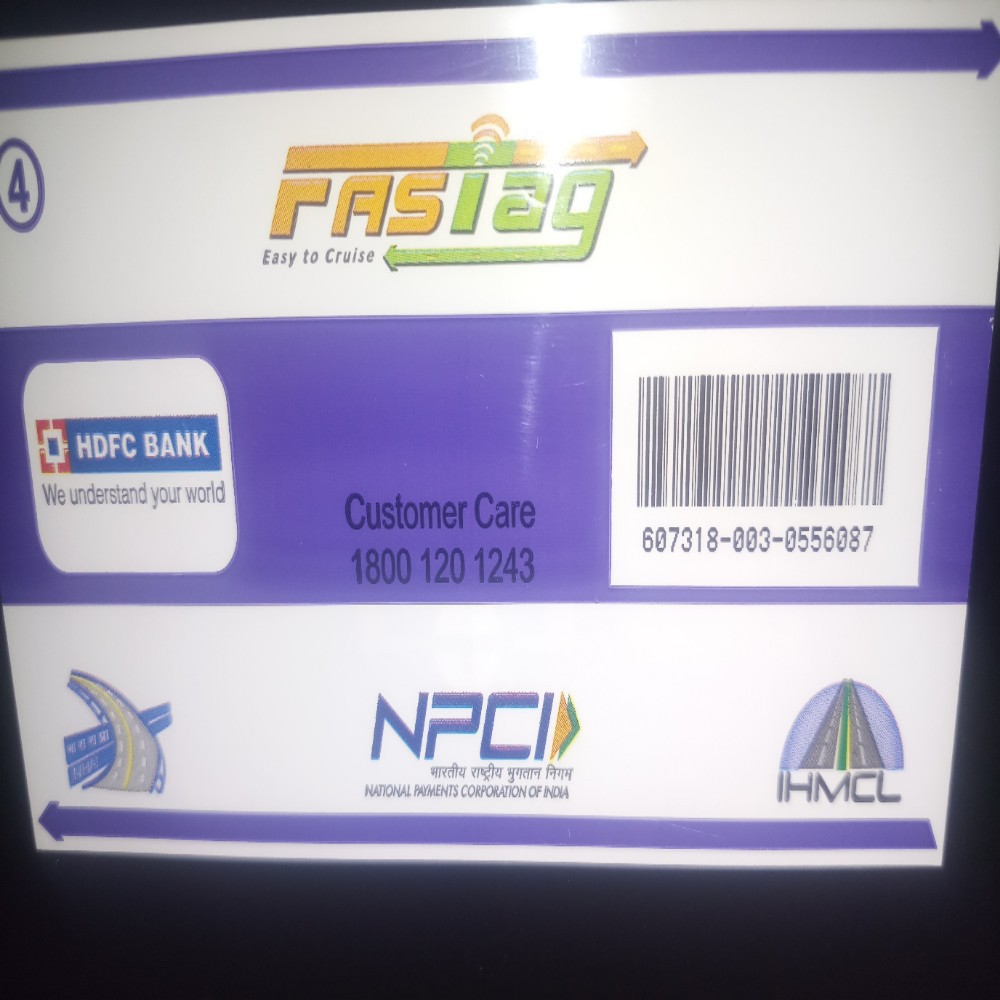 4
FASTag
Easy to Cruise
HDFC BANK
We understand your world
Customer Care
1800 120 1243
607318-003-0556087
भा रा रा प्रा
NHAI
NPCI
भारतीय राष्ट्रीय भुगतान निगम
NATIONAL PAYMENTS CORPORATION OF INDIA
IHMCL